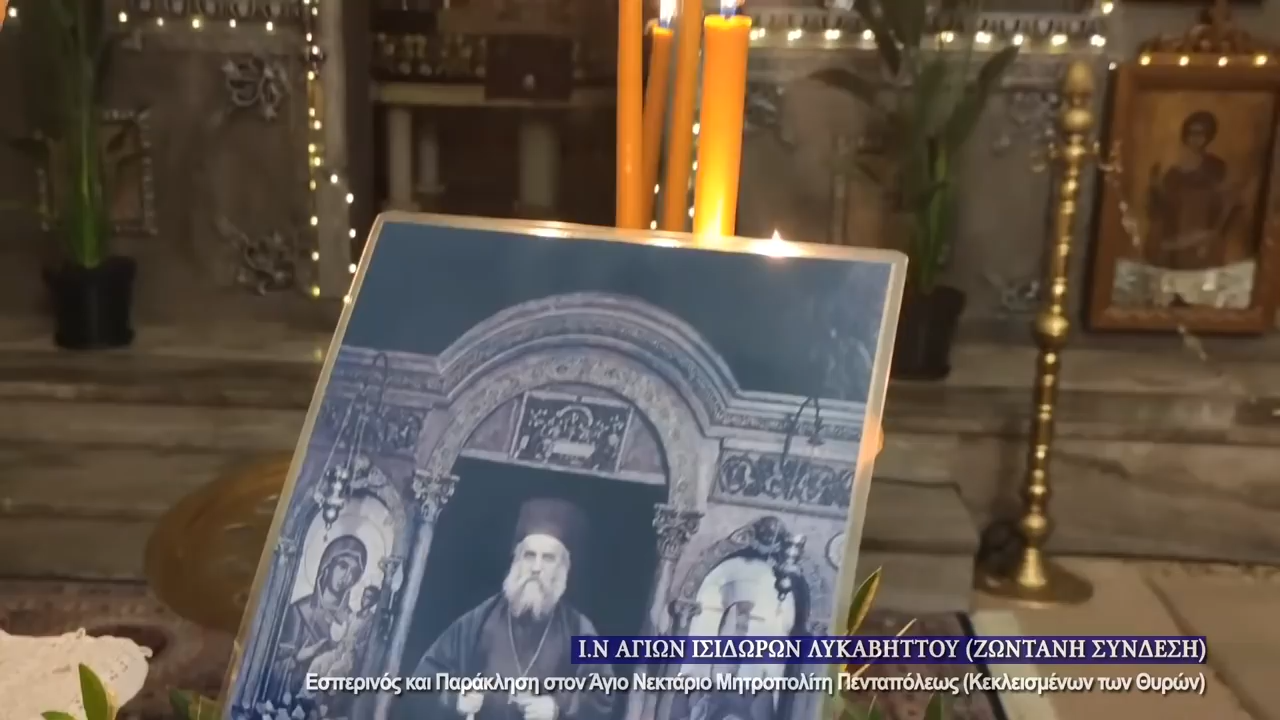 Ι.Ν ΑΓΙΩΝ ΙΣΙΔΩΡΩΝ ΛΥΚΑΒΗΤΤΟΥ (ΖΩΝΤΑΝΗ ΣΥΝΔΕΣΗ)
Εσπερινός και Παράκληση στον Άγιο Νεκτάριο Μητροπολίτη Πενταπόλεως (Κεκλεισμένων των Θυρών)